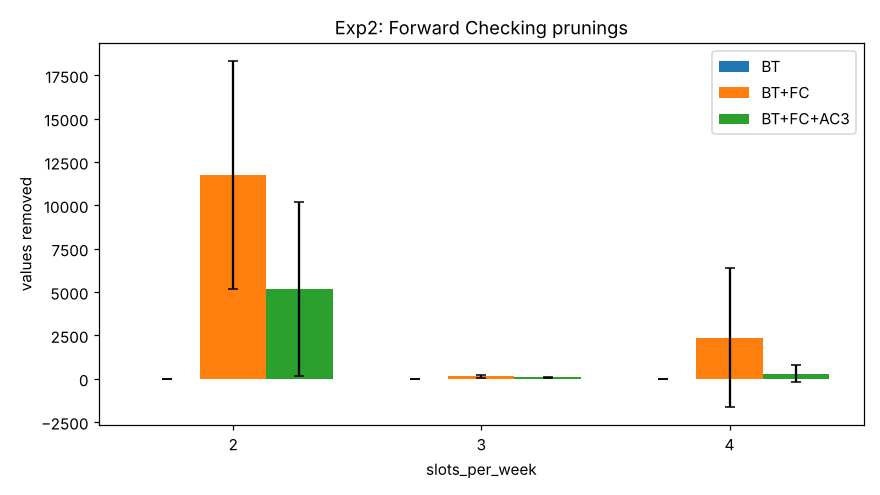 Exp2: Forward Checking prunings
BT
BT+FC
BT+FC+AC3
values removed
17500
15000
12500
10000
7500
5000
2500
0
−2500
2
3
4
slots_per_week